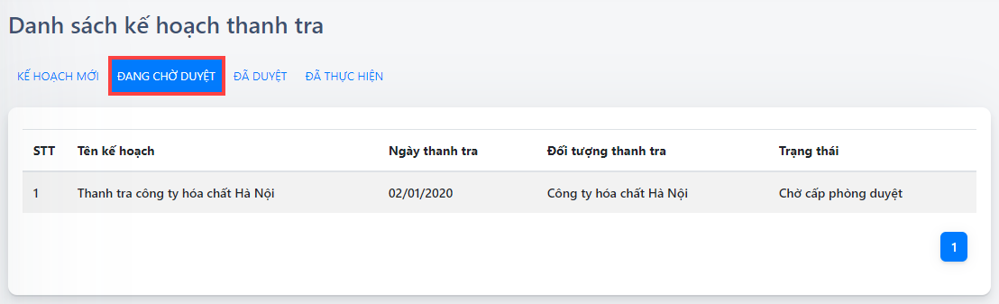 Danh sách kế hoạch thanh tra
KẾ HOẠCH MỚI ĐANG CHỜ DUYỆT ĐÃ DUYỆT ĐÃ THỰC HIỆN
STT Tên kế hoạch Ngày thanh tra Đối tượng thanh tra Trạng thái
1 Thanh tra công ty hóa chất Hà Nội 02/01/2020 Công ty hóa chất Hà Nội Chờ cấp phòng duyệt
1